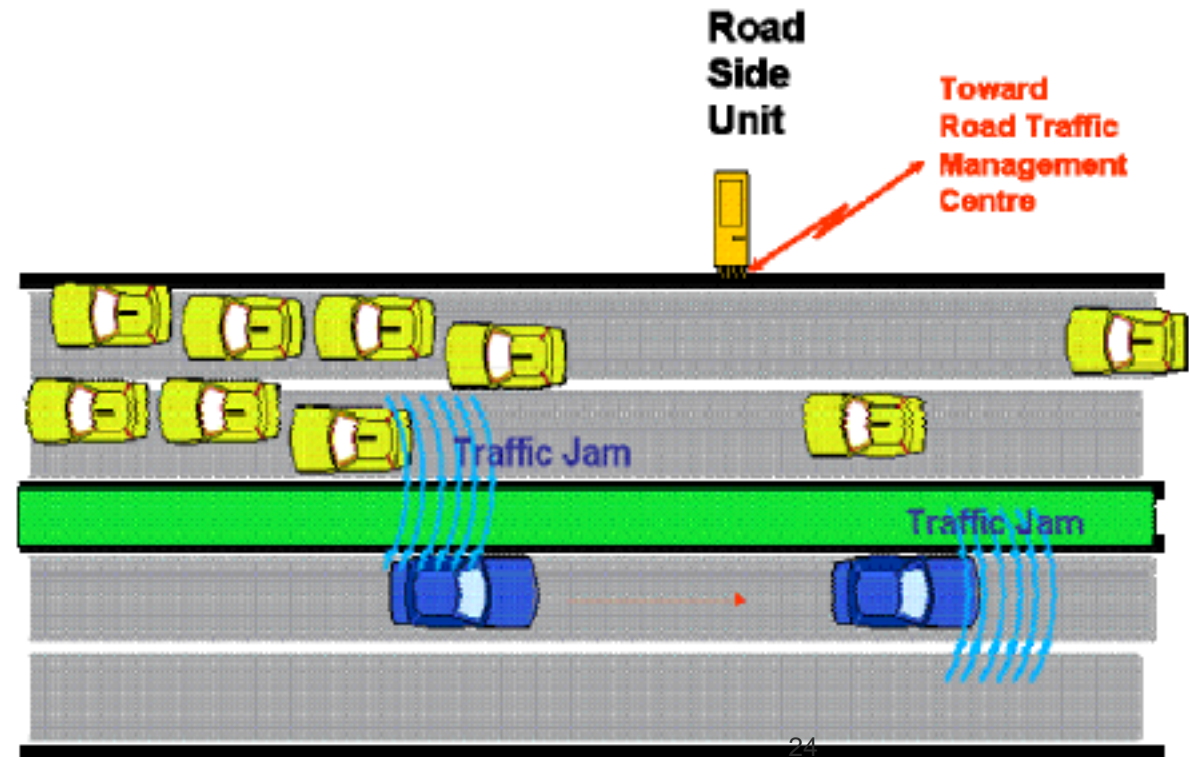 Road
Side
Unit
Toward
Road Traffic
Management
Centre
Traffic Jam
Traffic Jam
24